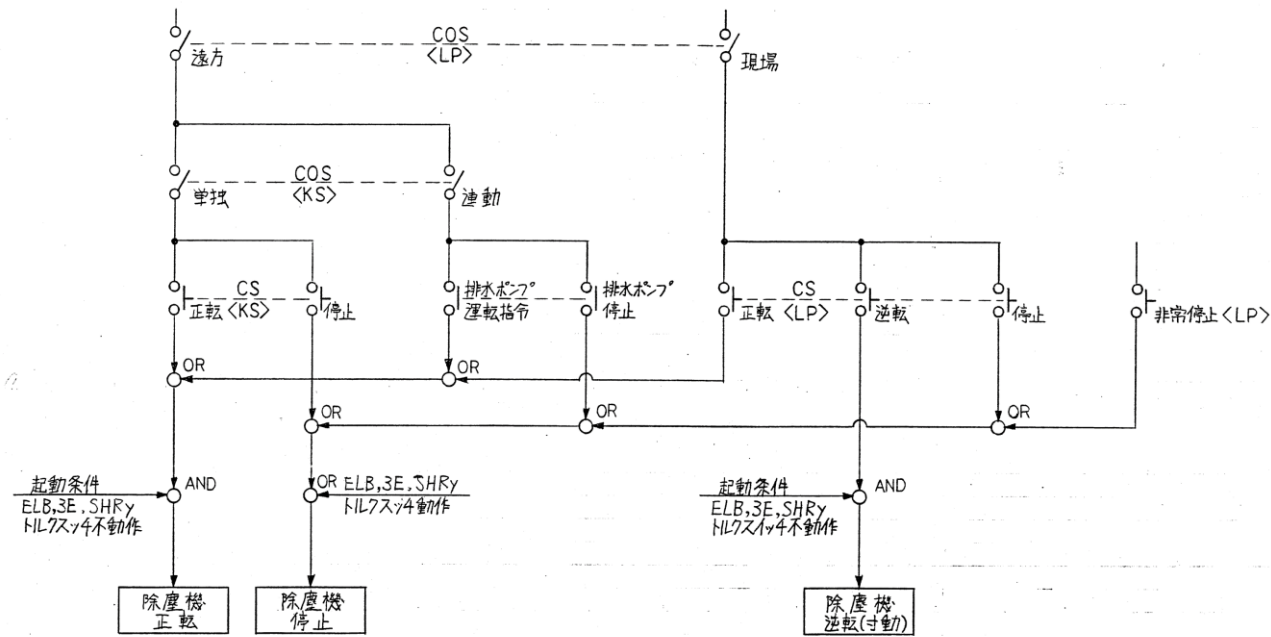 COS
<LP>
遠方
現場
COS
<KS>
単独
連動
CS
正転<KS>
停止
排水ポンプ
運転指令
排水ポンプ
停止
CS
正転<LP>
逆転
停止
非常停止<LP>
OR
OR
OR
OR
OR
起動条件
ELB,3E,SHRy
トルクスッチ不動作
AND
OR
ELB,3E,SHRy
トルクスッチ動作
起動条件
ELB,3E,SHRy
トルクスイッチ不動作
AND
除塵機
正転
除塵機
停止
除塵機
逆転(寸動)